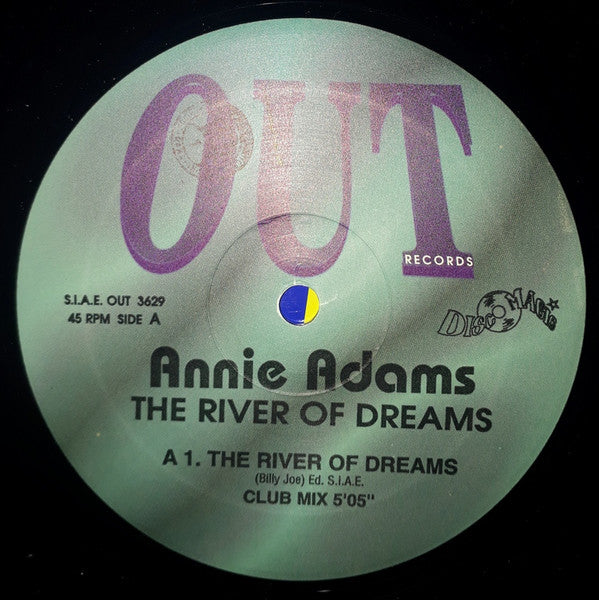 OUT
RECORDS
S.I.A.E. OUT 3629
45 RPM SIDE A
DISCO MAGIC
Annie Adams
THE RIVER OF DREAMS
A 1. THE RIVER OF DREAMS
(Billy Joe) Ed. S.I.A.E.
CLUB MIX 5'05"